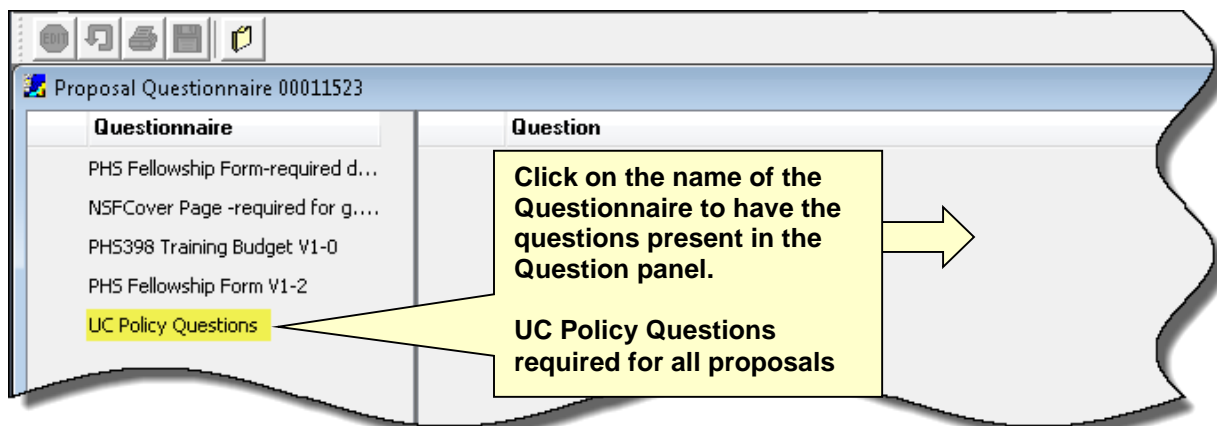 EDIT
Proposal Questionnaire 00011523
Questionnaire
Question
PHS Fellowship Form-required d...
NSFCover Page -required for g....
PHS398 Training Budget V1-0
PHS Fellowship Form V1-2
UC Policy Questions
Click on the name of the
Questionnaire to have the
questions present in the
Question panel.
UC Policy Questions
required for all proposals